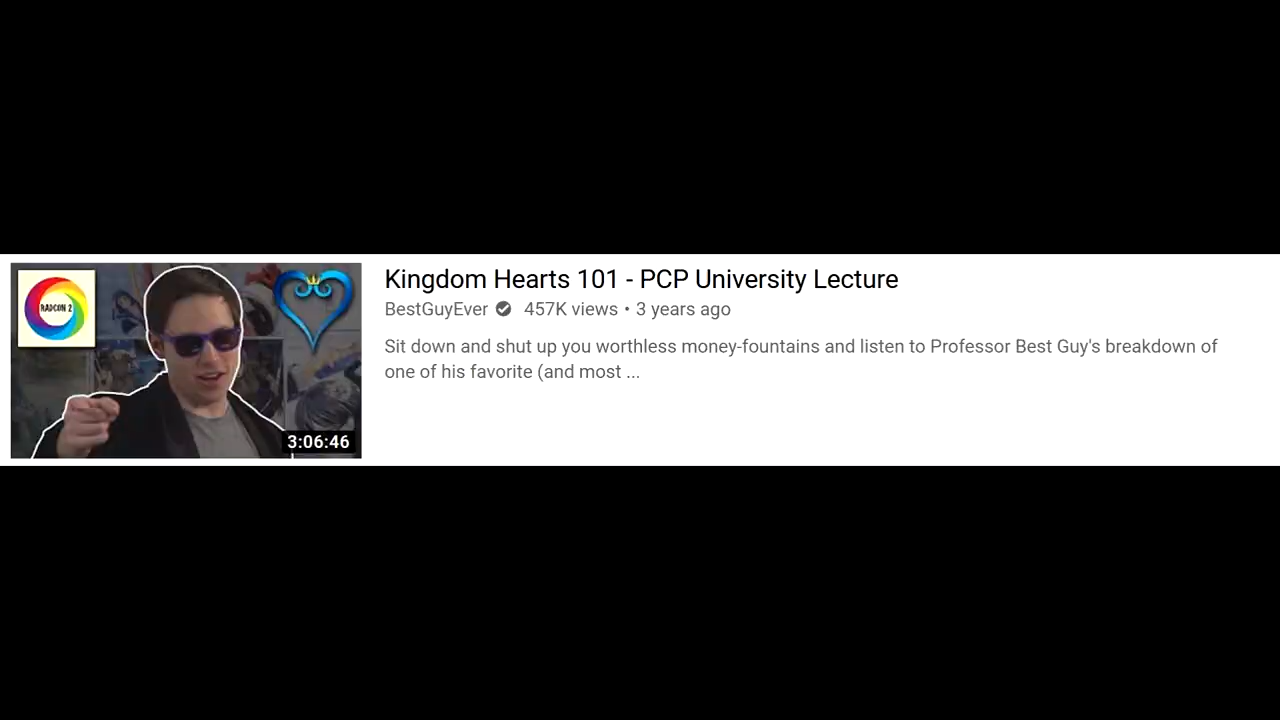 RADCON 2
3:06:46
Kingdom Hearts 101 - PCP University Lecture
BestGuyEver 457K views • 3 years ago
Sit down and shut up you worthless money-fountains and listen to Professor Best Guy's breakdown of
one of his favorite (and most ...